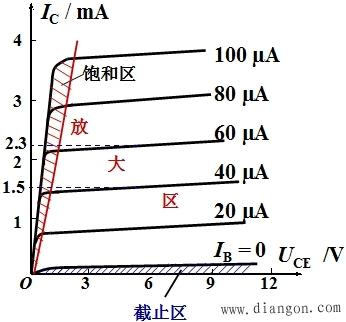 I_C / mA
4
100 μA
饱和区
3
80 μA
放
2.3
60 μA
2
大
1.5
40 μA
区
1
20 μA
I_B = 0
U_CE /V
O
3
6
9
12
截止区
www.diangon.com